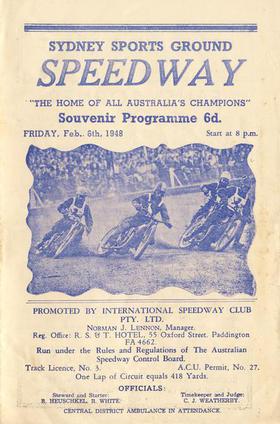 SYDNEY SPORTS GROUND
SPEEDWAY
"THE HOME OF ALL AUSTRALIA'S CHAMPIONS"
Souvenir Programme 6d.
FRIDAY, Feb. 6th, 1948 Start at 8 p.m.
PROMOTED BY INTERNATIONAL SPEEDWAY CLUB
PTY. LTD.
NORMAN J. LENNON, Manager.
Reg. Office: R. S. & T. HOTEL, 55 Oxford Street. Paddington
FA 4662.
Run under the Rules and Regulations of The Australian
Speedway Control Board.
Track Licence, No. 3. A.C.U. Permit, No. 27.
One Lap of Circuit equals 418 Yards.
OFFICIALS:
Steward and Starter: Timekeeper and Judge:
B. HEUSCHKEL, R. WHITE. C. J. WEATHERBY.
CENTRAL DISTRICT AMBULANCE IN ATTENDANCE.